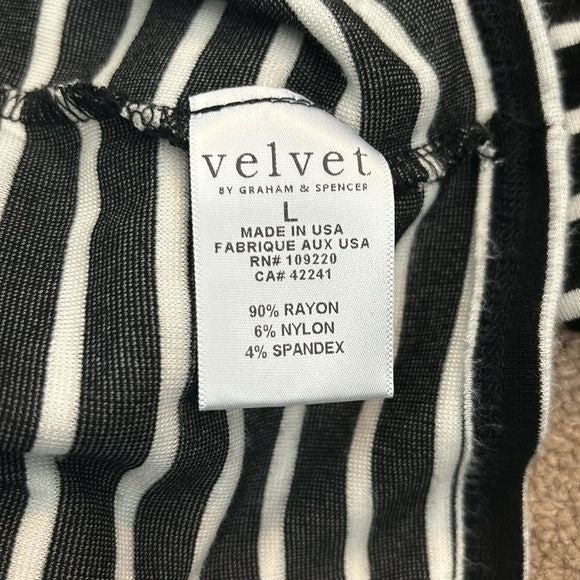 velvet
BY GRAHAM & SPENCER
L
MADE IN USA
FABRIQUE AUX USA
RN# 109220
CA# 42241
90% RAYON
6% NYLON
4% SPANDEX